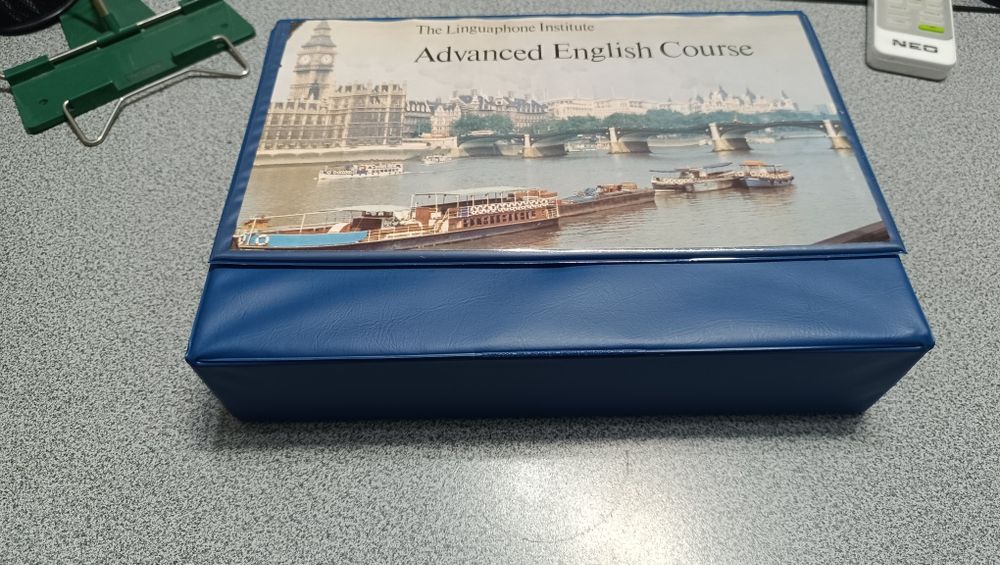 The Linguaphone Institute
Advanced English Course
NEO